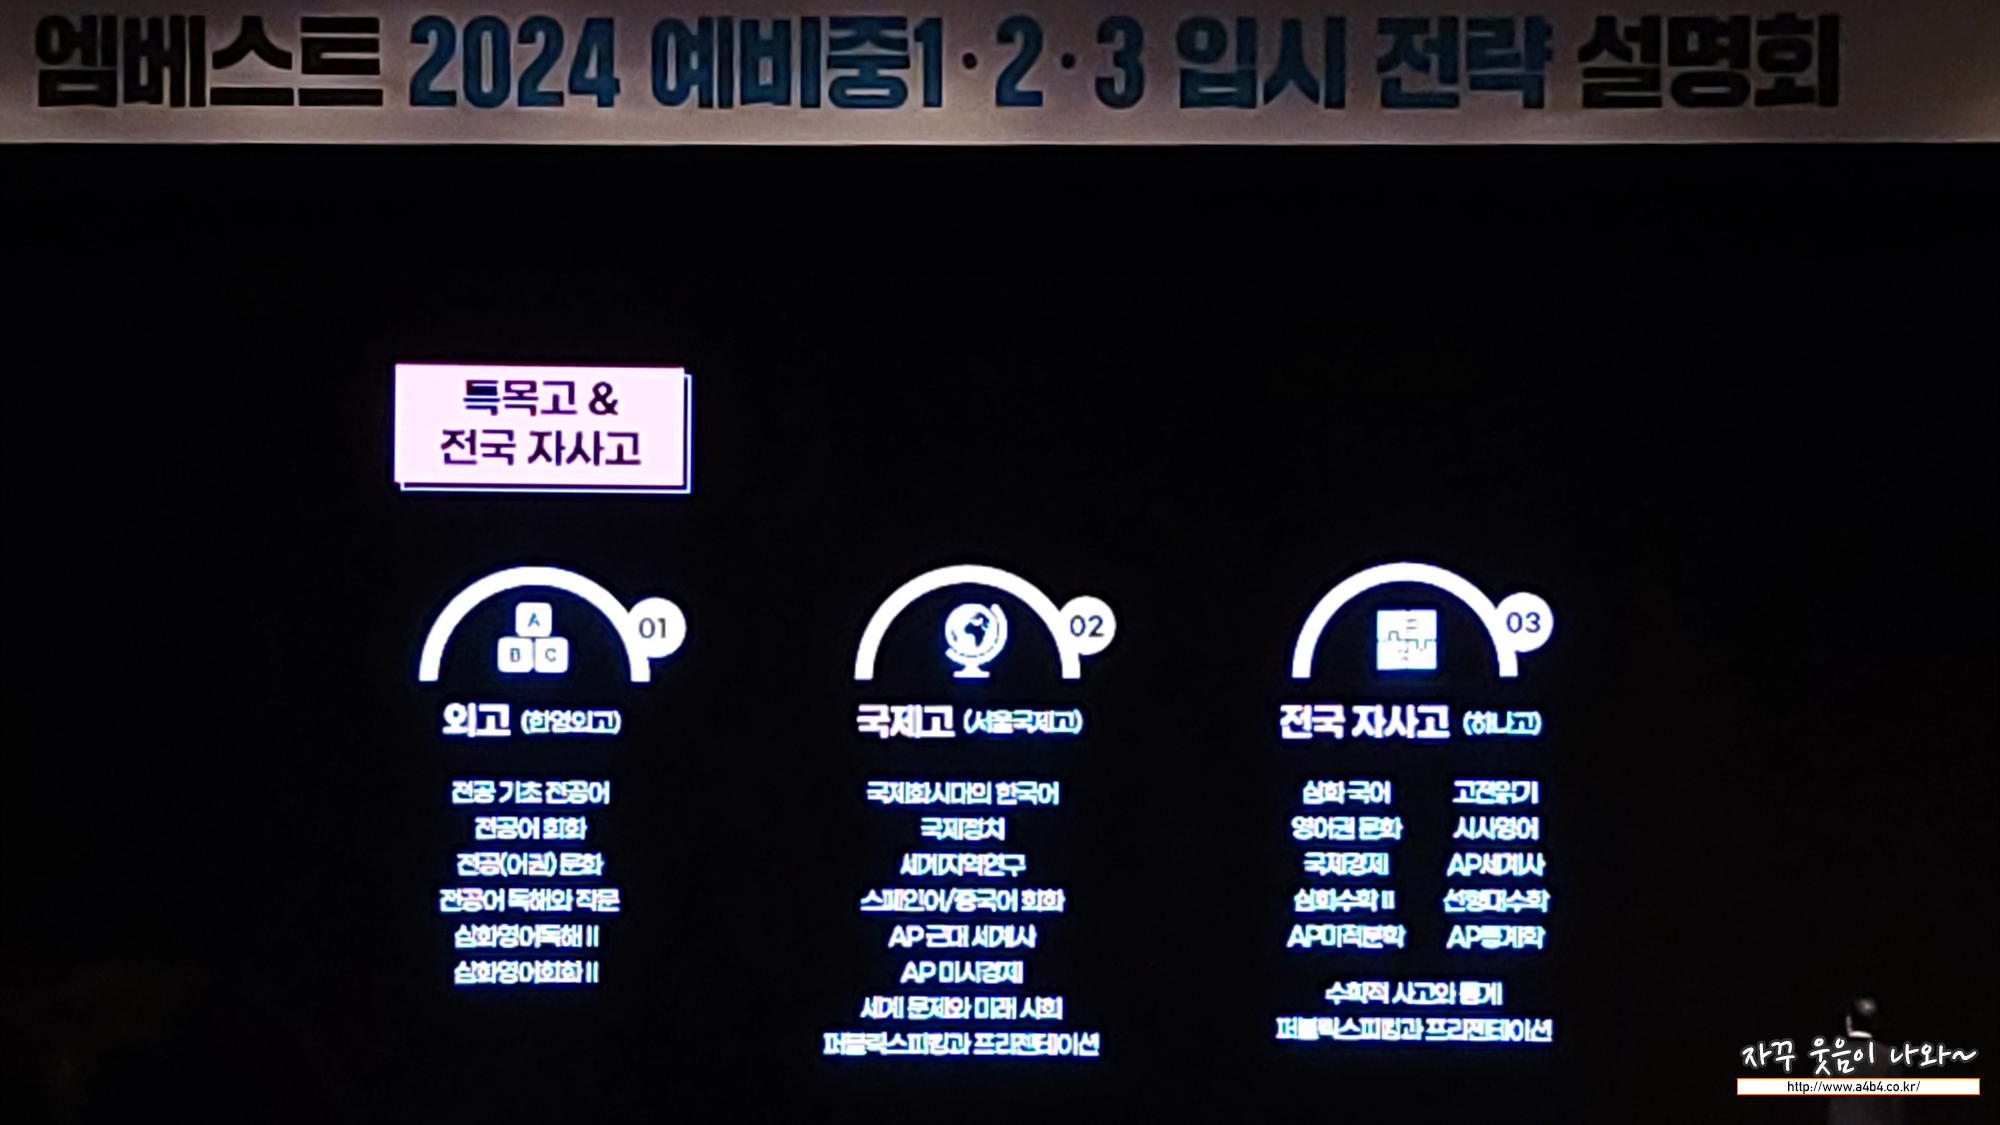 엠베스트 2024 예비중1·2·3 입시 전략 설명회
특목고 &
전국 자사고
A
B C
01
외고 (한영외고)
전공 기초 전공어
전공어 회화
전공(어권) 문화
전공어 독해와 작문
심화영어독해 II
심화영어회화 II
02
국제고 (서울국제고)
국제화시대의 한국어
국제정치
세계지역연구
스페인어/중국어 회화
AP 근대 세계사
AP 미시경제
세계 문제와 미래 사회
퍼블릭스피킹과 프리젠테이션
03
전국 자사고 (하나고)
심화 국어 고전읽기
영어권 문화 시사영어
국제경제 AP세계사
심화수학 II 선형대수학
AP미적분학 AP통계학
수학적 사고와 통계
퍼블릭스피킹과 프리젠테이션
자꾸 웃음이 나와~
http://www.a4b4.co.kr/